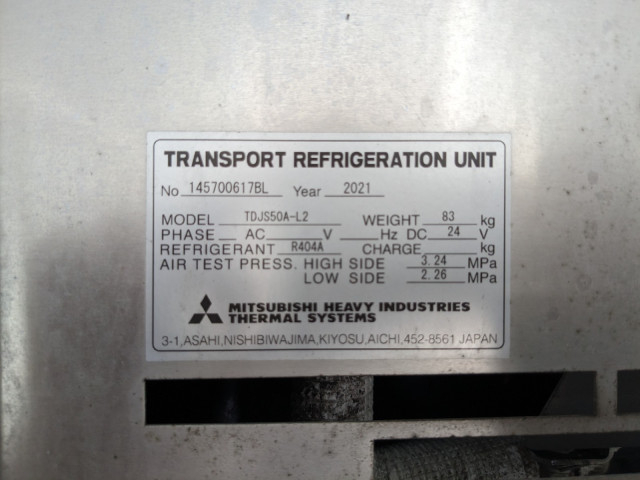 TRANSPORT REFRIGERATION UNIT
No 145700617BL Year 2021
MODEL TDJS50A-L2 WEIGHT 83 kg
PHASE AC V Hz DC 24 V
REFRIGERANT R404A CHARGE kg
AIR TEST PRESS. HIGH SIDE 3.24 MPa
LOW SIDE 2.26 MPa
MITSUBISHI HEAVY INDUSTRIES
THERMAL SYSTEMS
3-1,ASAHI,NISHIBIWAJIMA,KIYOSU,AICHI,452-8561 JAPAN